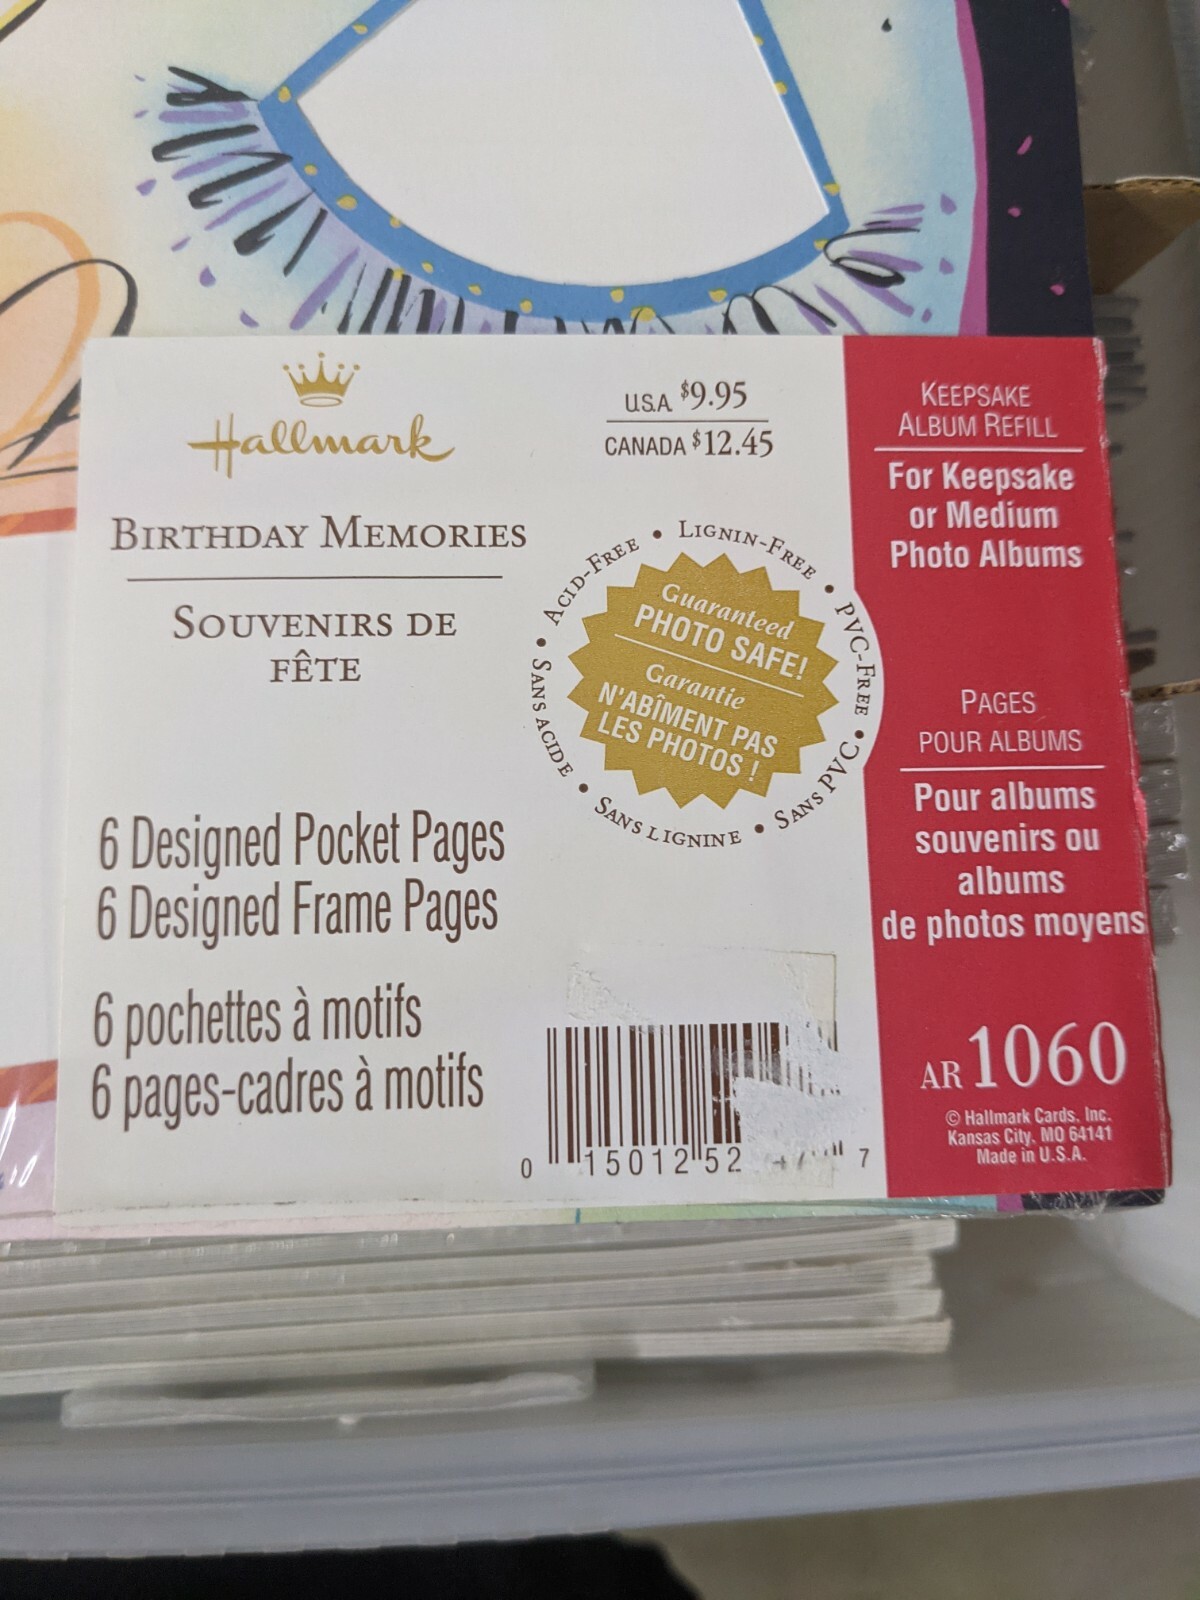 Hallmark
U.S.A. $9.95
CANADA $12.45
BIRTHDAY MEMORIES
SOUVENIRS DE
FÊTE
ACID-FREE • LIGNIN-FREE • PVC-FREE •
SANS ACIDE • SANS LIGNINE • SANS PVC •
Guaranteed
PHOTO SAFE!
Garantie
N'ABÎMENT PAS
LES PHOTOS !
6 Designed Pocket Pages
6 Designed Frame Pages
6 pochettes à motifs
6 pages-cadres à motifs
0 15012 52 7
KEEPSAKE
ALBUM REFILL
For Keepsake
or Medium
Photo Albums
PAGES
POUR ALBUMS
Pour albums
souvenirs ou
albums
de photos moyens
AR 1060
© Hallmark Cards, Inc.
Kansas City, MO 64141
Made in U.S.A.